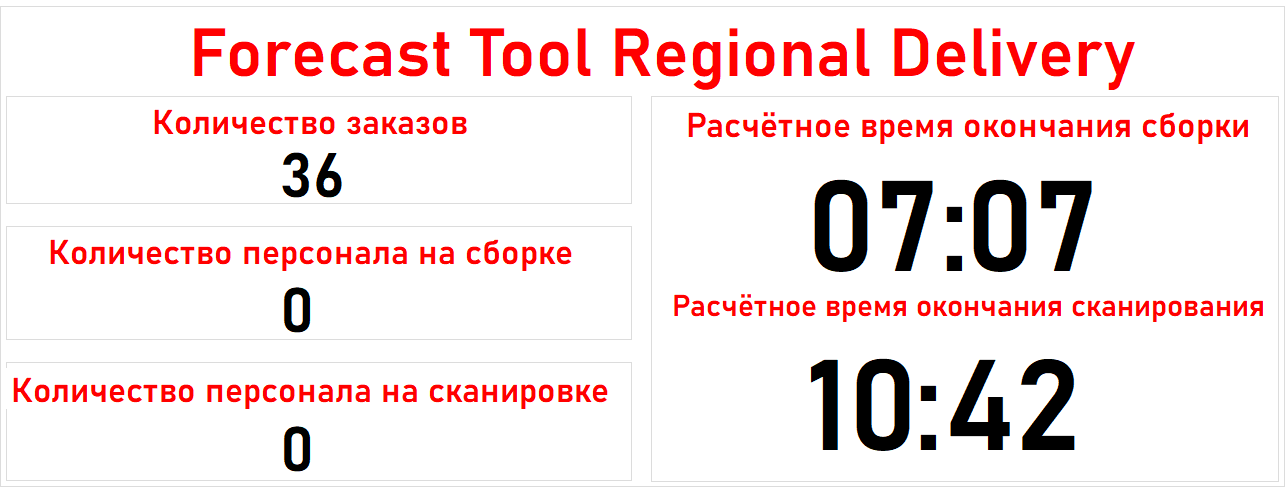 Forecast Tool Regional Delivery
Количество заказов
36
Количество персонала на сборке
0
Количество персонала на сканировке
0
Расчётное время окончания сборки
07:07
Расчётное время окончания сканирования
10:42